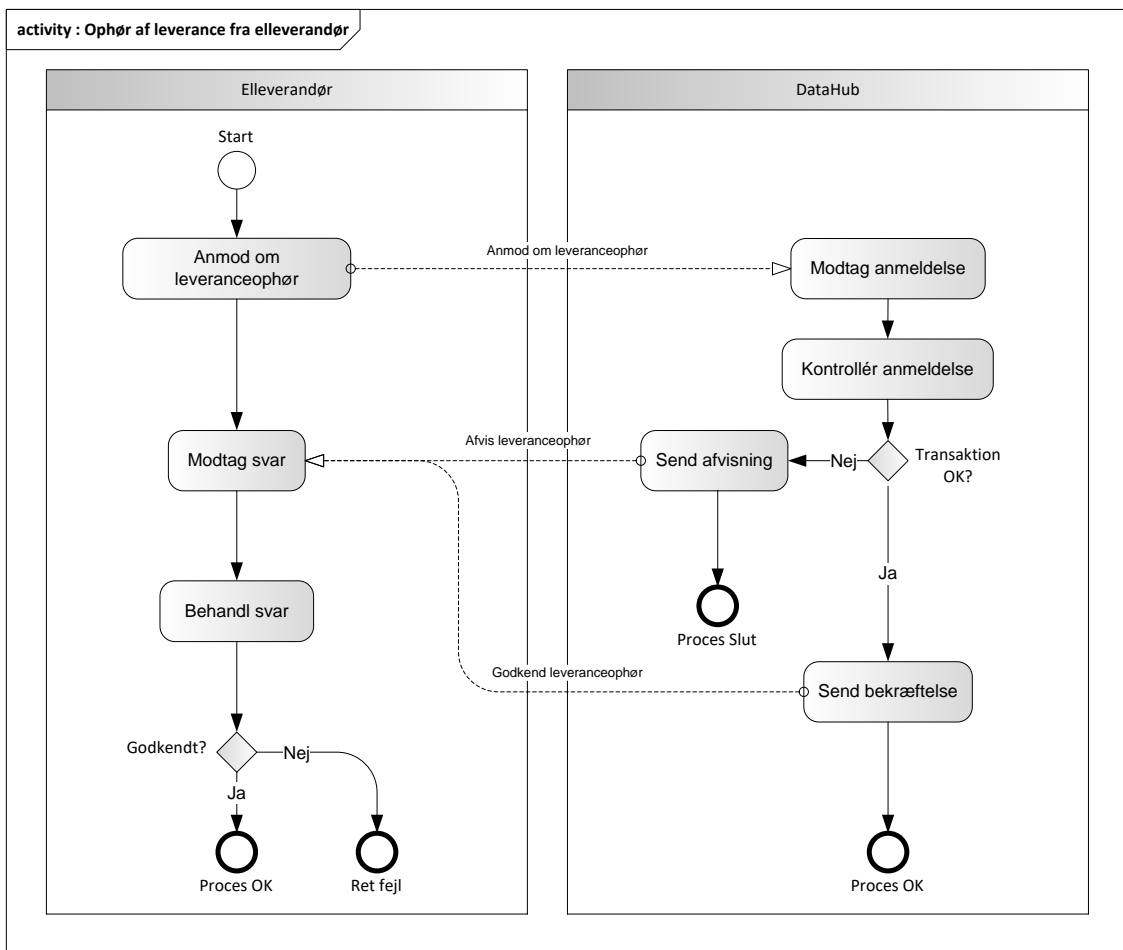 activity : Ophør af leverance fra elleverandør
Elleverandør
DataHub
Start
Anmod om
leveranceophør
Anmod om leveranceophør
Modtag anmeldelse
Kontrollér anmeldelse
Afvis leveranceophør
Modtag svar
Send afvisning
Nej
Transaktion
OK?
Ja
Behandl svar
Proces Slut
Godkend leveranceophør
Send bekræftelse
Godkendt?
Nej
Ja
Proces OK
Ret fejl
Proces OK